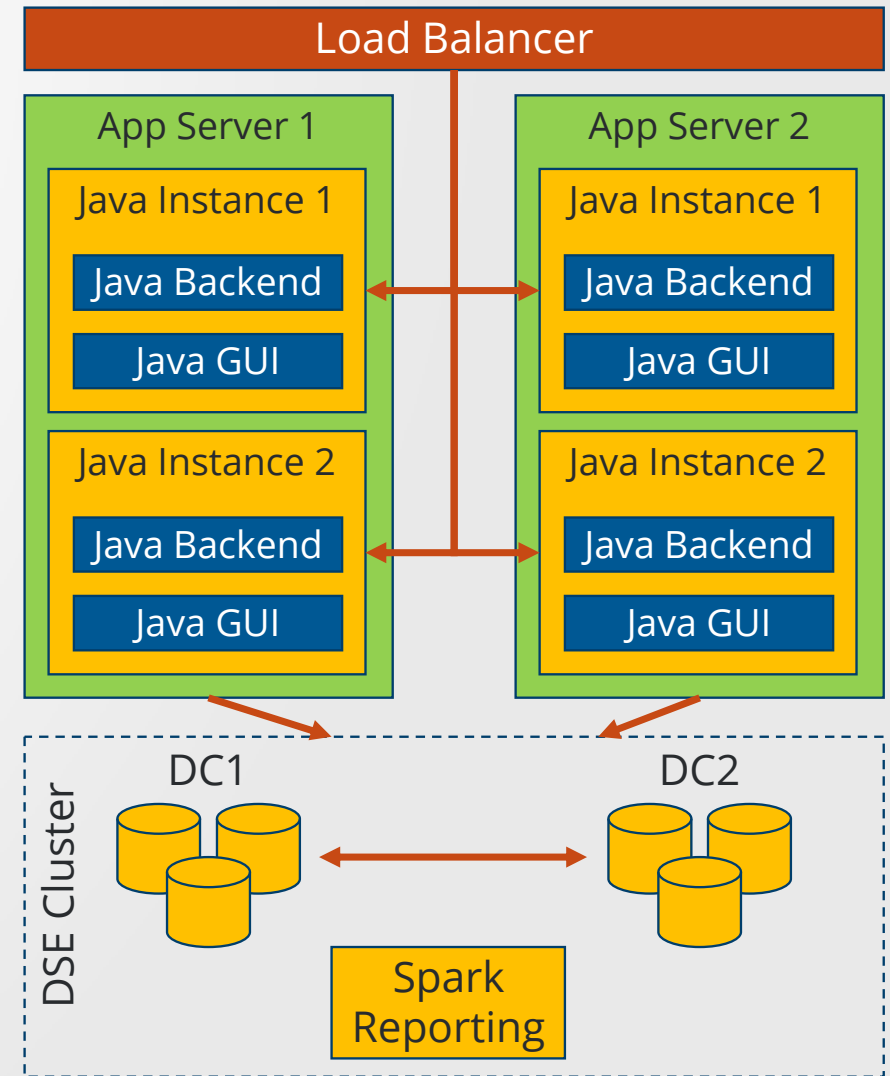 Load Balancer
App Server 1
Java Instance 1
Java Backend
Java GUI
Java Instance 2
Java Backend
Java GUI
App Server 2
Java Instance 1
Java Backend
Java GUI
Java Instance 2
Java Backend
Java GUI
DSE Cluster
DC1
DC2
Spark
Reporting